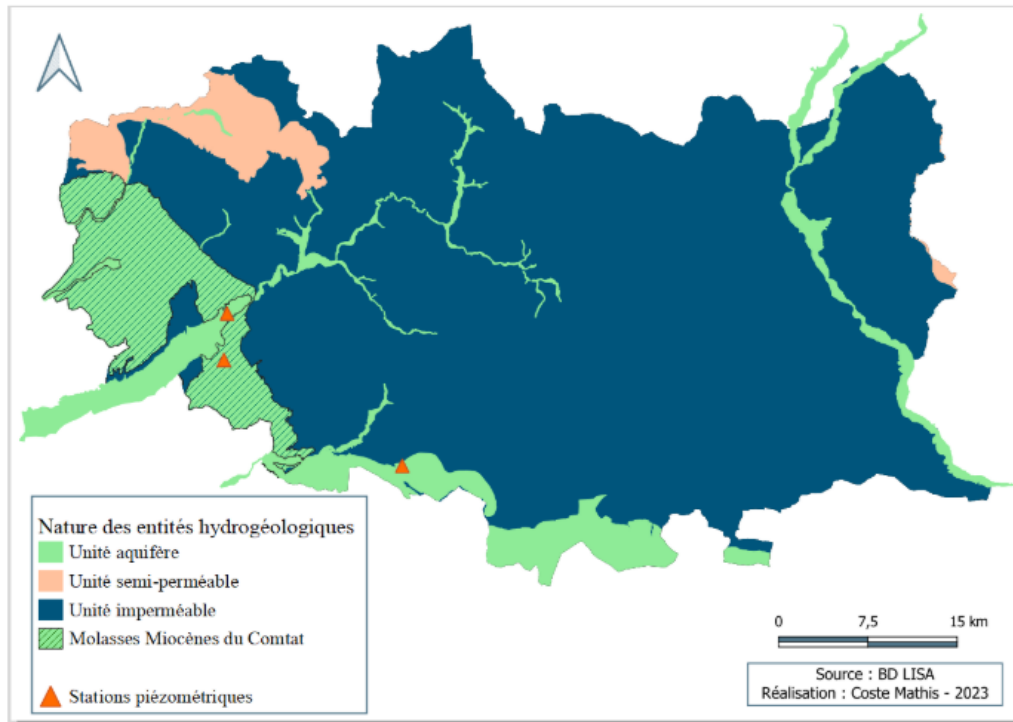 Nature des entités hydrogéologiques
Unité aquifère
Unité semi-perméable
Unité imperméable
Molasses Miocènes du Comtat
Stations piézométriques
0 7,5 15 km
Source : BD LISA
Réalisation : Coste Mathis - 2023